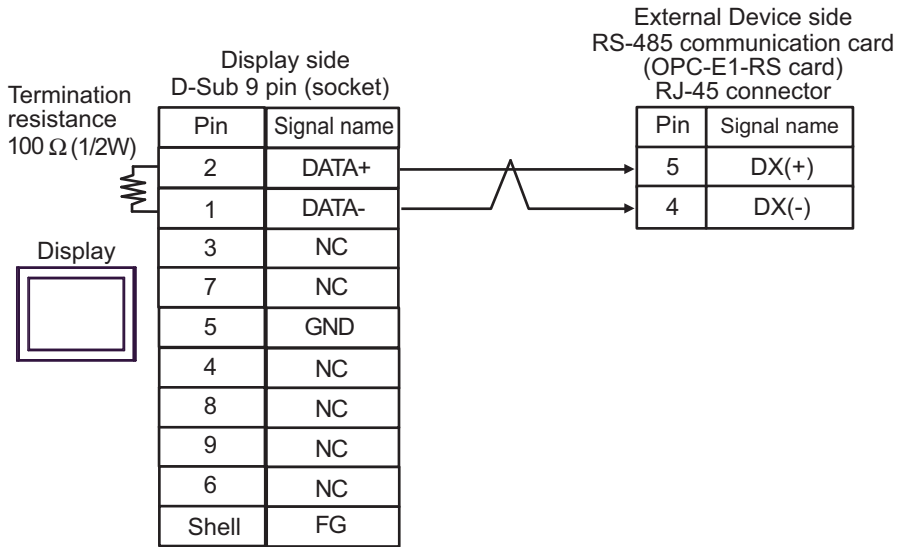 External Device side
RS-485 communication card
(OPC-E1-RS card)
RJ-45 connector
Display side
D-Sub 9 pin (socket)
Termination
resistance
100 Ω (1/2W)
Pin Signal name
2 DATA+
1 DATA-
3 NC
7 NC
5 GND
4 NC
8 NC
9 NC
6 NC
Shell FG
Display
Pin Signal name
5 DX(+)
4 DX(-)